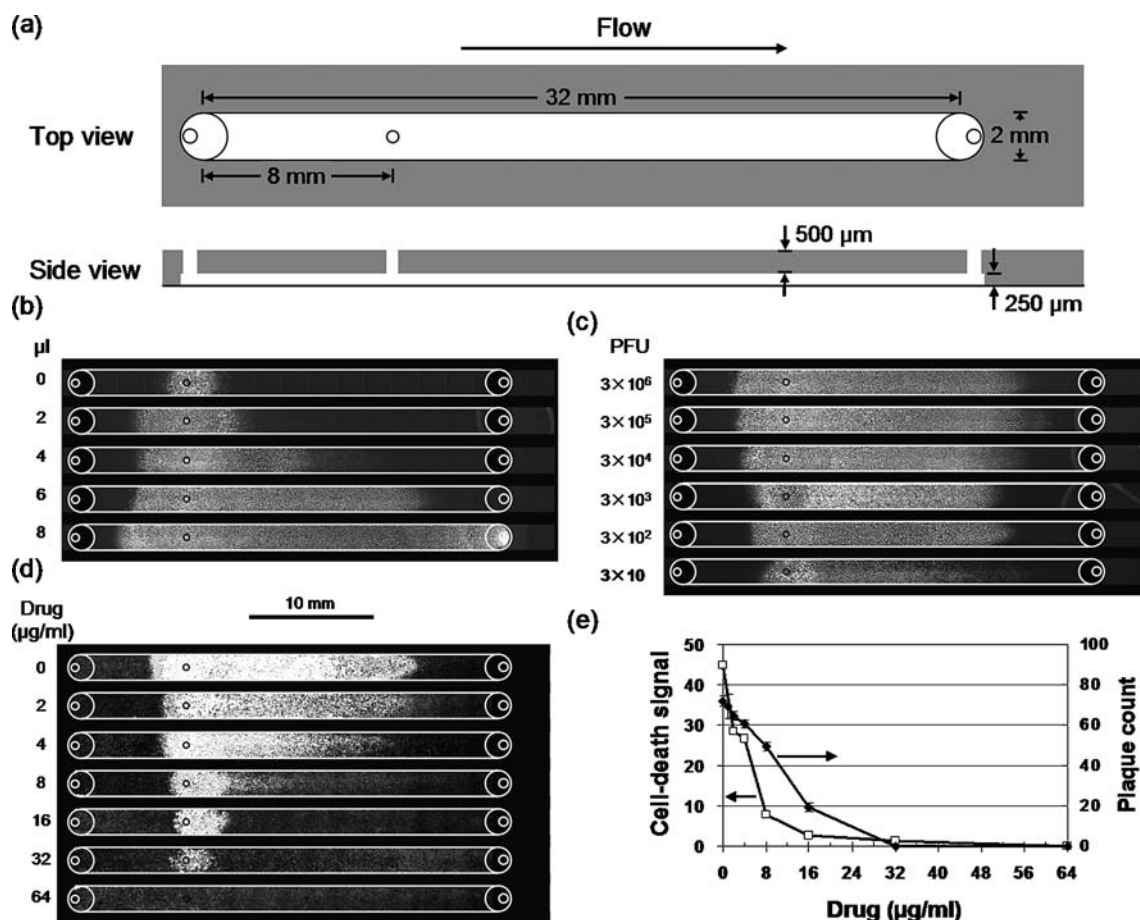 (a)
Flow
Top view
32 mm
2 mm
8 mm
Side view
500 µm
250 µm
(b)
µl
0
2
4
6
8
(c)
PFU
3×10⁶
3×10⁵
3×10⁴
3×10³
3×10²
3×10
(d)
Drug
(µg/ml)
10 mm
0
2
4
8
16
32
64
(e)
Cell-death signal
50
40
30
20
10
0
100
80
60
40
20
0
Plaque count
0 8 16 24 32 40 48 56 64
Drug (µg/ml)